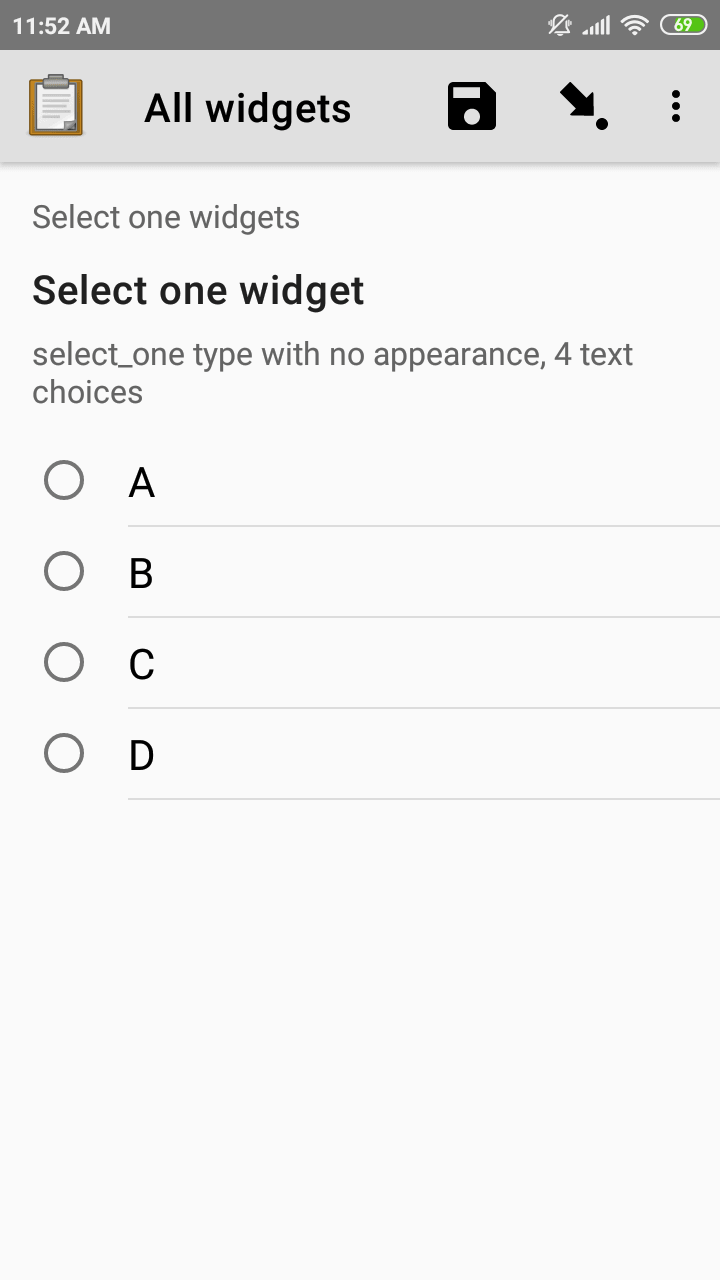 11:52 AM
69
All widgets
Select one widgets
Select one widget
select_one type with no appearance, 4 text
choices
A
B
C
D